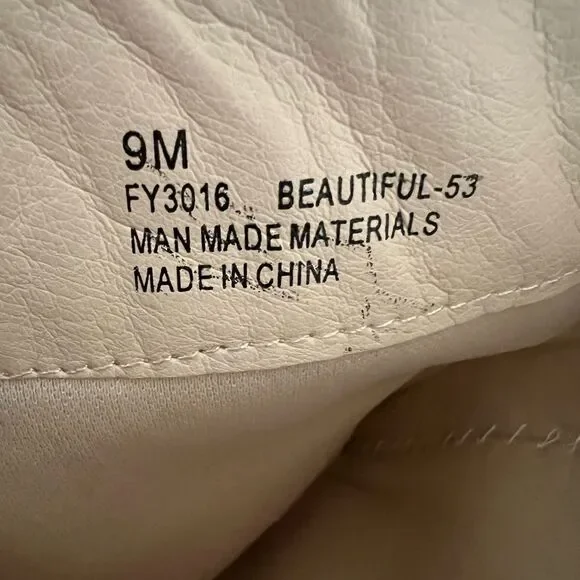 9M
FY3016 BEAUTIFUL-53
MAN MADE MATERIALS
MADE IN CHINA